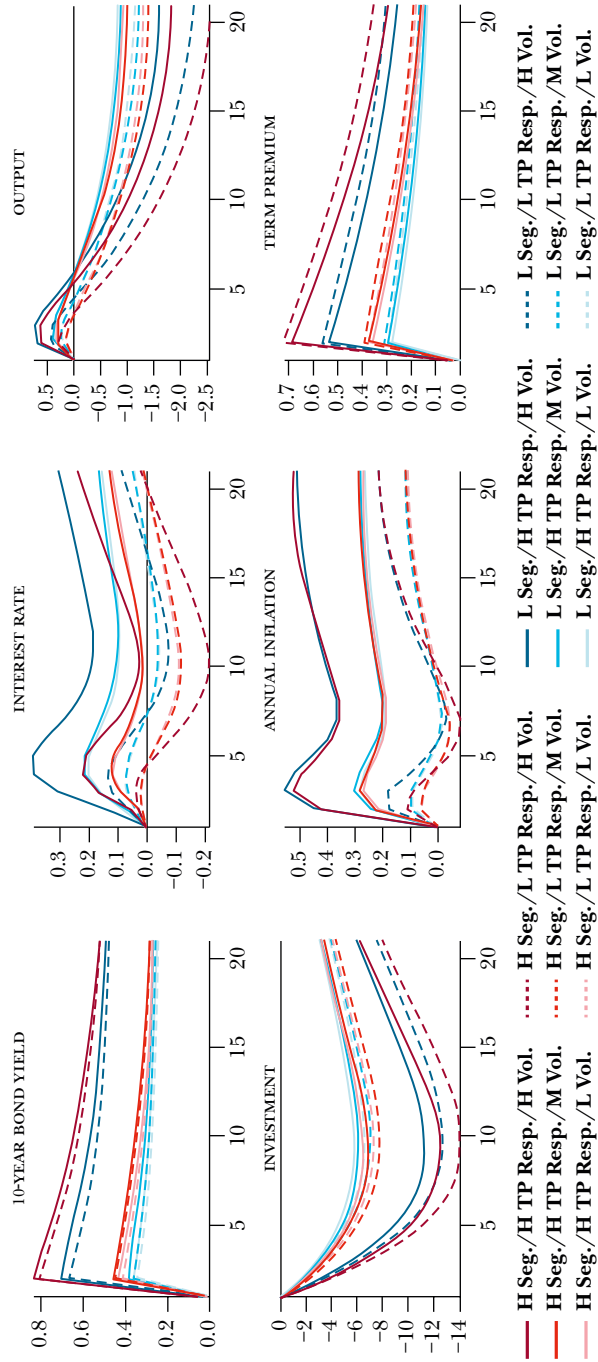 10-YEAR BOND YIELD
0.8
0.6
0.4
0.2
0.0
5 10 15 20
INTEREST RATE
0.3
0.2
0.1
0.0
−0.1
−0.2
5 10 15 20
OUTPUT
0.5
0.0
−0.5
−1.0
−1.5
−2.0
−2.5
5 10 15 20
INVESTMENT
0
−2
−4
−6
−8
−10
−12
−14
5 10 15 20
ANNUAL INFLATION
0.5
0.4
0.3
0.2
0.1
0.0
5 10 15 20
TERM PREMIUM
0.7
0.6
0.5
0.4
0.3
0.2
0.1
0.0
5 10 15 20
H Seg./H TP Resp./H Vol. H Seg./L TP Resp./H Vol. L Seg./H TP Resp./H Vol. L Seg./L TP Resp./H Vol.
H Seg./H TP Resp./M Vol. H Seg./L TP Resp./M Vol. L Seg./H TP Resp./M Vol. L Seg./L TP Resp./M Vol.
H Seg./H TP Resp./L Vol. H Seg./L TP Resp./L Vol. L Seg./H TP Resp./L Vol. L Seg./L TP Resp./L Vol.